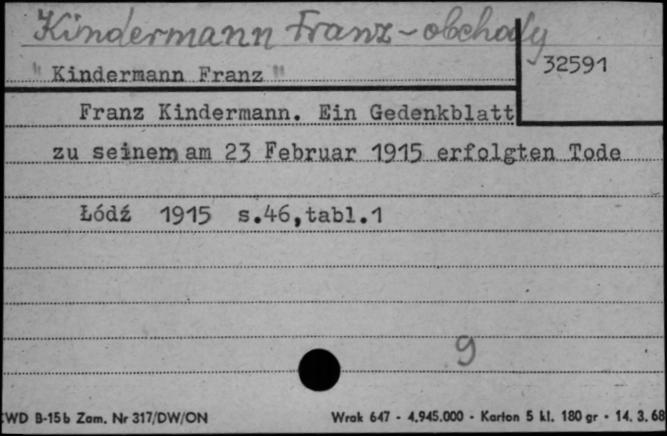 Kindermann Franz - obchody
"Kindermann Franz"
32591
Franz Kindermann. Ein Gedenkblatt
zu seinem am 23 Februar 1915 erfolgten Tode
Łódź 1915 s.46,tabl.1
9
WD B-15b Zam. Nr 317/DW/ON Wrak 647 - 4.945.000 - Karton 5 kl. 180 gr - 14. 3. 68